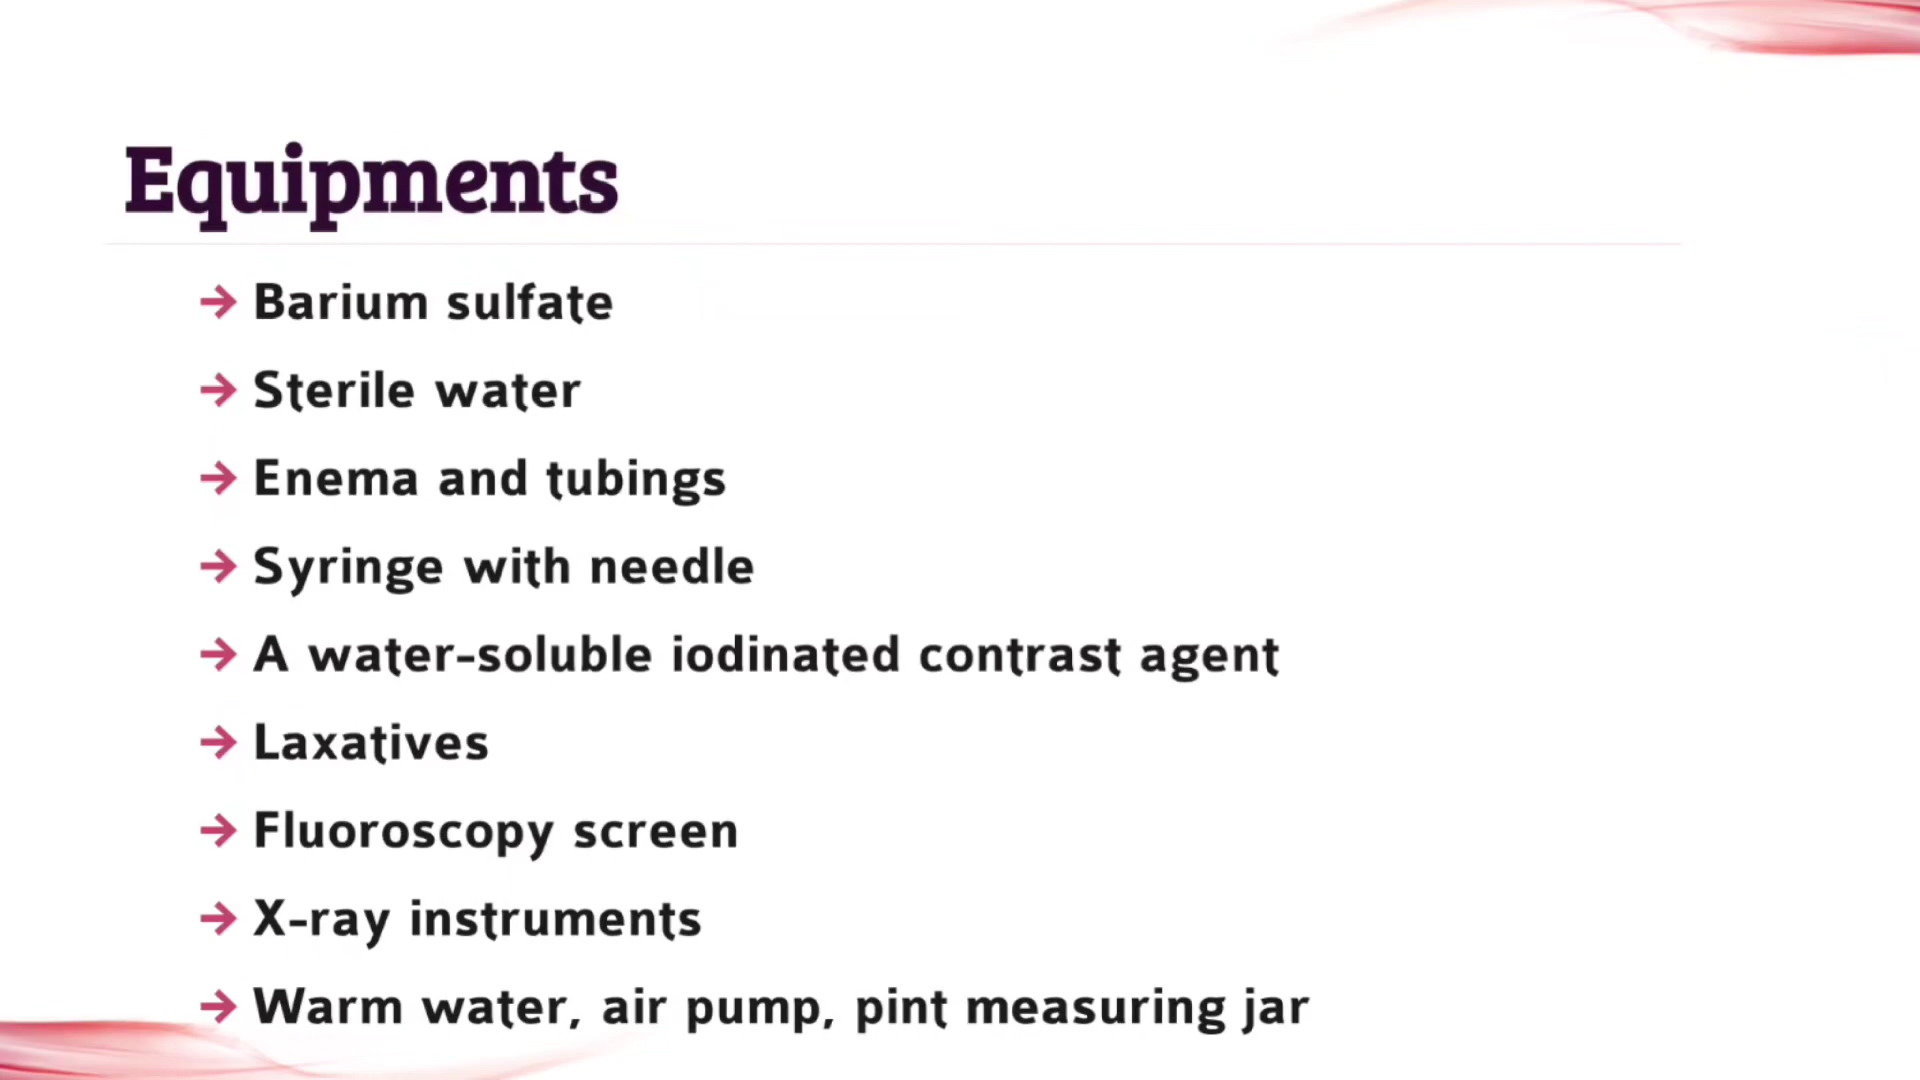 Equipments
→ Barium sulfate
→ Sterile water
→ Enema and tubings
→ Syringe with needle
→ A water-soluble iodinated contrast agent
→ Laxatives
→ Fluoroscopy screen
→ X-ray instruments
→ Warm water, air pump, pint measuring jar